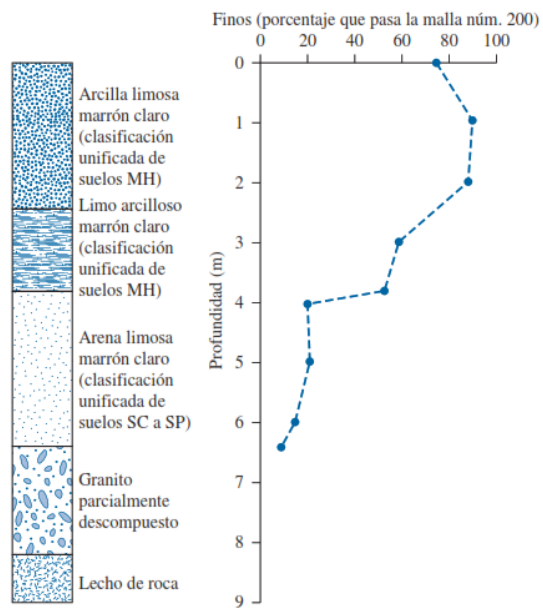 Finos (porcentaje que pasa la malla núm. 200)
0 20 40 60 80 100
0
1
2
3
4
5
6
7
8
9
Profundidad (m)
Arcilla limosa
marrón claro
(clasificación
unificada de
suelos MH)
Limo arcilloso
marrón claro
(clasificación
unificada de
suelos MH)
Arena limosa
marrón claro
(clasificación
unificada de
suelos SC a SP)
Granito
parcialmente
descompuesto
Lecho de roca